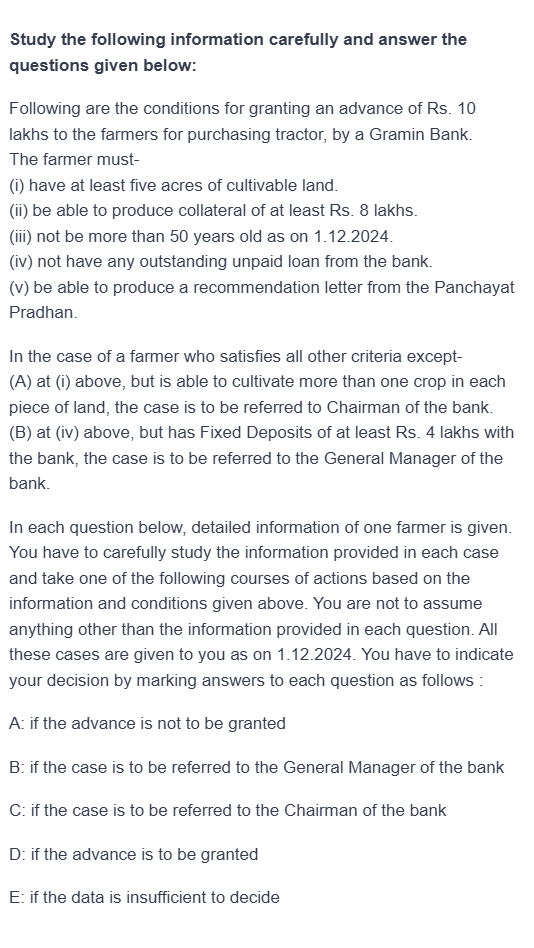 Study the following information carefully and answer the
questions given below:
Following are the conditions for granting an advance of Rs. 10
lakhs to the farmers for purchasing tractor, by a Gramin Bank.
The farmer must-
(i) have at least five acres of cultivable land.
(ii) be able to produce collateral of at least Rs. 8 lakhs.
(iii) not be more than 50 years old as on 1.12.2024.
(iv) not have any outstanding unpaid loan from the bank.
(v) be able to produce a recommendation letter from the Panchayat
Pradhan.
In the case of a farmer who satisfies all other criteria except-
(A) at (i) above, but is able to cultivate more than one crop in each
piece of land, the case is to be referred to Chairman of the bank.
(B) at (iv) above, but has Fixed Deposits of at least Rs. 4 lakhs with
the bank, the case is to be referred to the General Manager of the
bank.
In each question below, detailed information of one farmer is given.
You have to carefully study the information provided in each case
and take one of the following courses of actions based on the
information and conditions given above. You are not to assume
anything other than the information provided in each question. All
these cases are given to you as on 1.12.2024. You have to indicate
your decision by marking answers to each question as follows :
A: if the advance is not to be granted
B: if the case is to be referred to the General Manager of the bank
C: if the case is to be referred to the Chairman of the bank
D: if the advance is to be granted
E: if the data is insufficient to decide